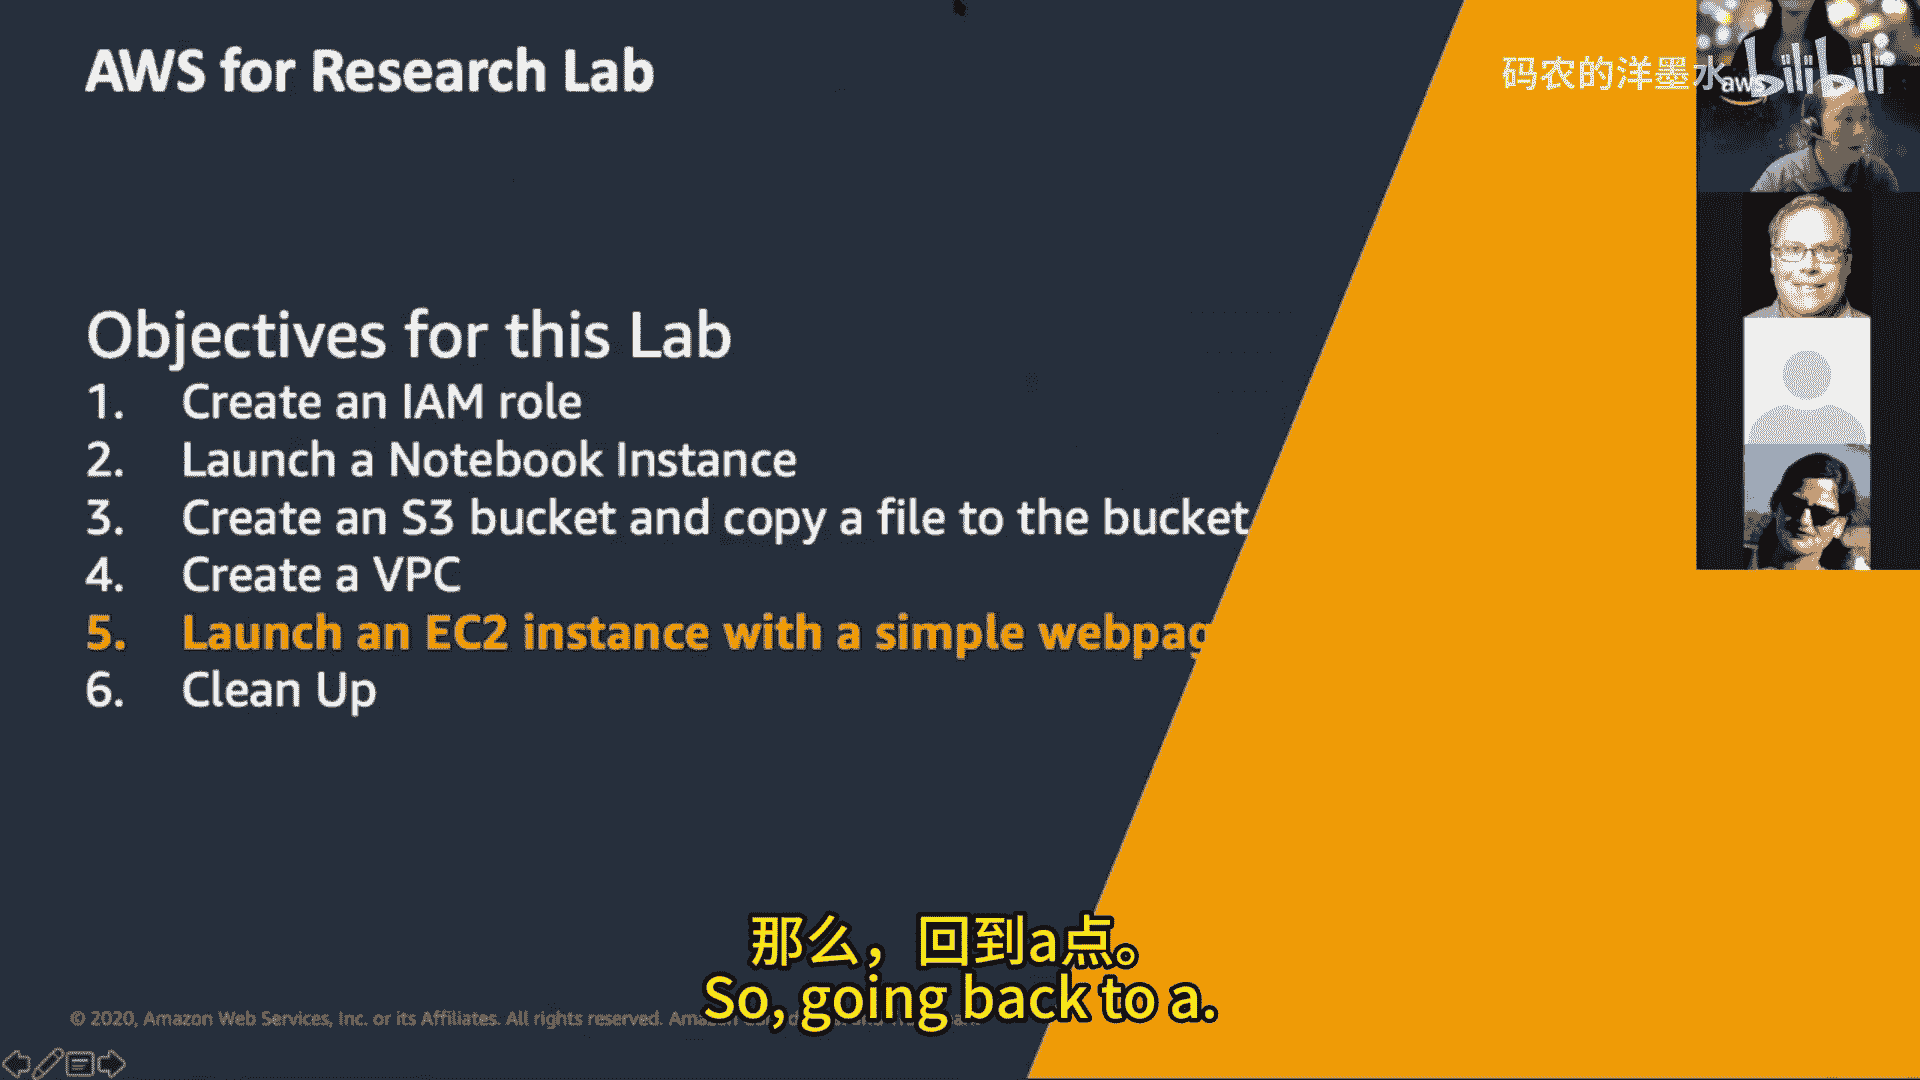 AWS for Research Lab
码农的洋墨水
aws
bilibili
Objectives for this Lab
1. Create an IAM role
2. Launch a Notebook Instance
3. Create an S3 bucket and copy a file to the bucket
4. Create a VPC
5. Launch an EC2 instance with a simple webpag
6. Clean Up
那么，回到a点。
So, going back to a.
© 2020, Amazon Web Services, Inc. or its Affiliates. All rights reserved.